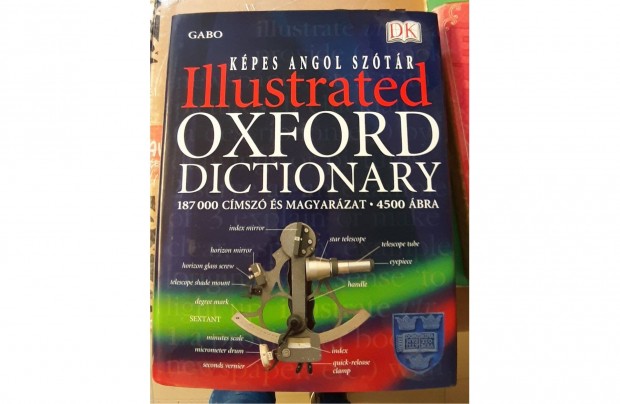 GABO
DK
KÉPES ANGOL SZÓTÁR
Illustrated
OXFORD
DICTIONARY
187 000 CÍMSZÓ ÉS MAGYARÁZAT • 4500 ÁBRA
index mirror
star telescope
telescope tube
horizon mirror
eyepiece
horizon glass screw
telescope shade mount
handle
degree mark
SEXTANT
minutes scale
micrometer drum
index
seconds vernier
quick-release
clamp